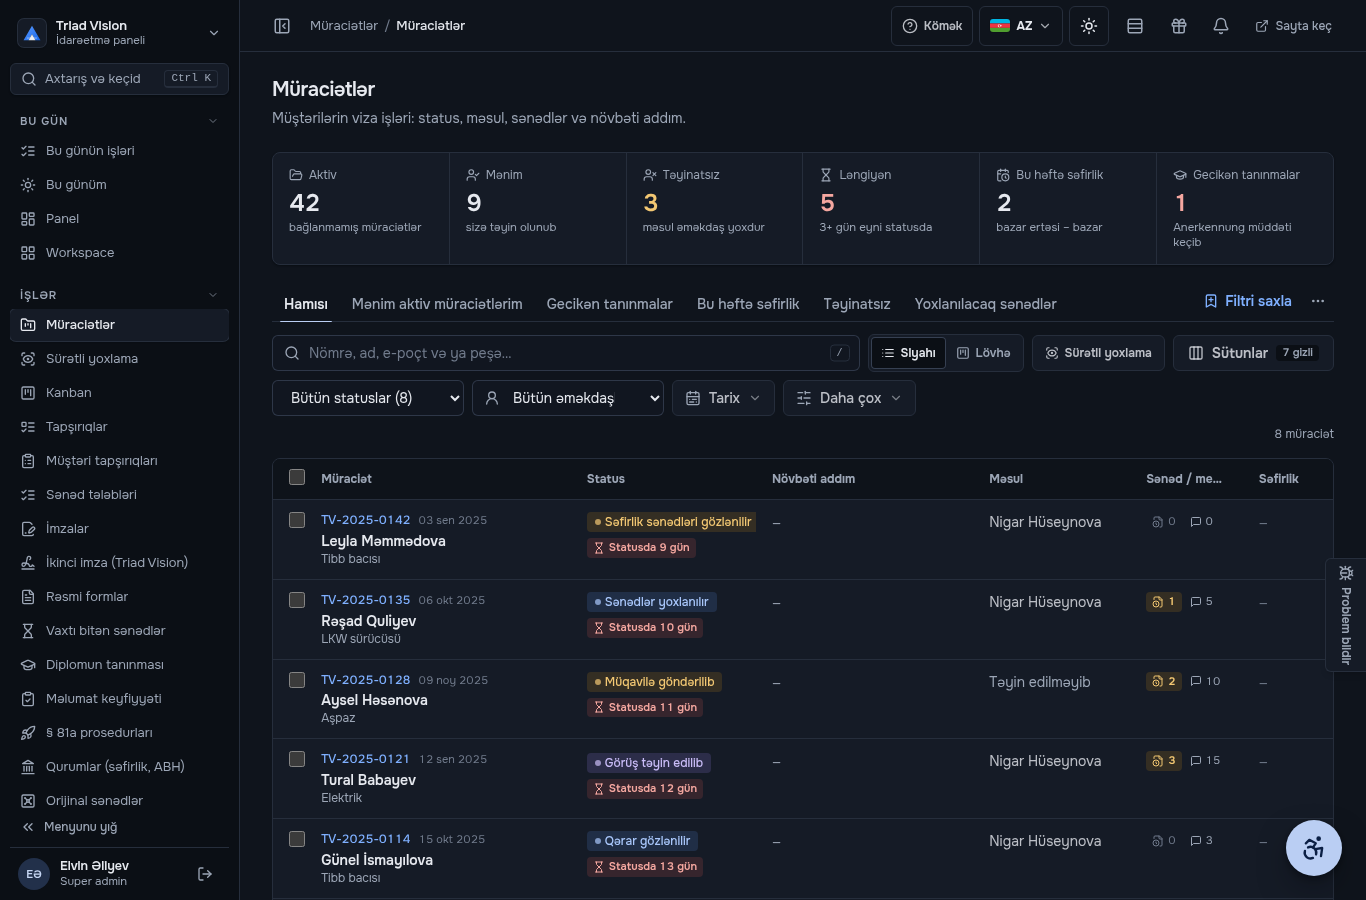 Triad Vision
İdarəetmə paneli
Axtarış və keçid
Ctrl K
BU GÜN
Bu günün işləri
Bu günüm
Panel
Workspace
İŞLƏR
Müraciətlər
Sürətli yoxlama
Kanban
Tapşırıqlar
Müştəri tapşırıqları
Sənəd tələbləri
İmzalar
İkinci imza (Triad Vision)
Rəsmi formlar
Vaxtı bitən sənədlər
Diplomun tanınması
Məlumat keyfiyyəti
§ 81a prosedurları
Qurumlar (səfirlik, ABH)
Orijinal sənədlər
Menyunu yığ
EƏ
Elvin Əliyev
Super admin
Müraciətlər / Müraciətlər
Kömək
AZ
Sayta keç
Müraciətlər
Müştərilərin viza işləri: status, məsul, sənədlər və növbəti addım.
Aktiv
42
bağlanmamış müraciətlər
Mənim
9
sizə təyin olunub
Təyinatsız
3
məsul əməkdaş yoxdur
Ləngiyən
5
3+ gün eyni statusda
Bu həftə səfirlik
2
bazar ertəsi – bazar
Gecikən tanınmalar
1
Anerkennung müddəti
keçib
Hamısı
Mənim aktiv müraciətlərim
Gecikən tanınmalar
Bu həftə səfirlik
Təyinatsız
Yoxlanılacaq sənədlər
Filtri saxla
Nömrə, ad, e-poçt və ya peşə...
/
Siyahı
Lövhə
Sürətli yoxlama
Sütunlar
7 gizli
Bütün statuslar (8)
Bütün əməkdaş
Tarix
Daha çox
8 müraciət
Müraciət
Status
Növbəti addım
Məsul
Sənəd / me...
Səfirlik
TV-2025-0142 03 sen 2025
Leyla Məmmədova
Tibb bacısı
Səfirlik sənədləri gözlənilir
Statusda 9 gün
—
Nigar Hüseynova
0
0
—
TV-2025-0135 06 okt 2025
Rəşad Quliyev
LKW sürücüsü
Sənədlər yoxlanılır
Statusda 10 gün
—
Nigar Hüseynova
1
5
—
TV-2025-0128 09 noy 2025
Aysel Həsənova
Aşpaz
Müqavilə göndərilib
Statusda 11 gün
—
Təyin edilməyib
2
10
—
TV-2025-0121 12 sen 2025
Tural Babayev
Elektrik
Görüş təyin edilib
Statusda 12 gün
—
Nigar Hüseynova
3
15
—
TV-2025-0114 15 okt 2025
Günel İsmayılova
Tibb bacısı
Qərar gözlənilir
Statusda 13 gün
—
Nigar Hüseynova
0
3
—
Problem bildir